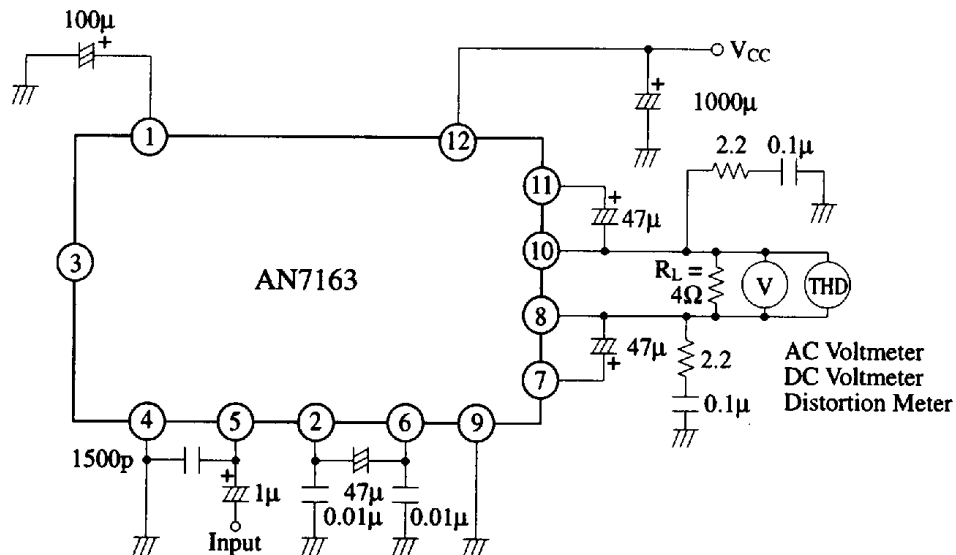 100μ
+
VCC
+
1000μ
1
12
2.2
0.1μ
11
+
47μ
10
3
AN7163
RL =
4Ω
V
THD
8
47μ
+
2.2
7
AC Voltmeter
DC Voltmeter
Distortion Meter
0.1μ
4
5
2
6
9
1500p
+
1μ
47μ
0.01μ
0.01μ
Input